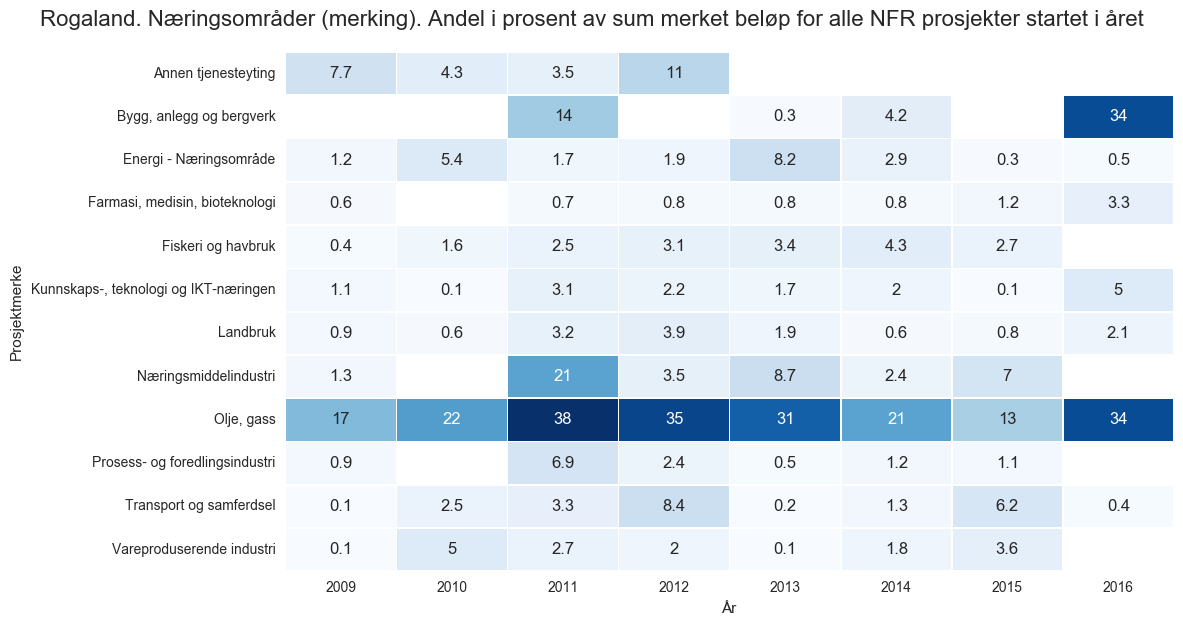 Rogaland. Næringsområder (merking). Andel i prosent av sum merket beløp for alle NFR prosjekter startet i året
Prosjektmerke
Annen tjenesteyting 7.7 4.3 3.5 11
Bygg, anlegg og bergverk 14 0.3 4.2 34
Energi - Næringsområde 1.2 5.4 1.7 1.9 8.2 2.9 0.3 0.5
Farmasi, medisin, bioteknologi 0.6 0.7 0.8 0.8 0.8 1.2 3.3
Fiskeri og havbruk 0.4 1.6 2.5 3.1 3.4 4.3 2.7
Kunnskaps-, teknologi og IKT-næringen 1.1 0.1 3.1 2.2 1.7 2 0.1 5
Landbruk 0.9 0.6 3.2 3.9 1.9 0.6 0.8 2.1
Næringsmiddelindustri 1.3 21 3.5 8.7 2.4 7
Olje, gass 17 22 38 35 31 21 13 34
Prosess- og foredlingsindustri 0.9 6.9 2.4 0.5 1.2 1.1
Transport og samferdsel 0.1 2.5 3.3 8.4 0.2 1.3 6.2 0.4
Vareproduserende industri 0.1 5 2.7 2 0.1 1.8 3.6
2009 2010 2011 2012 2013 2014 2015 2016
År